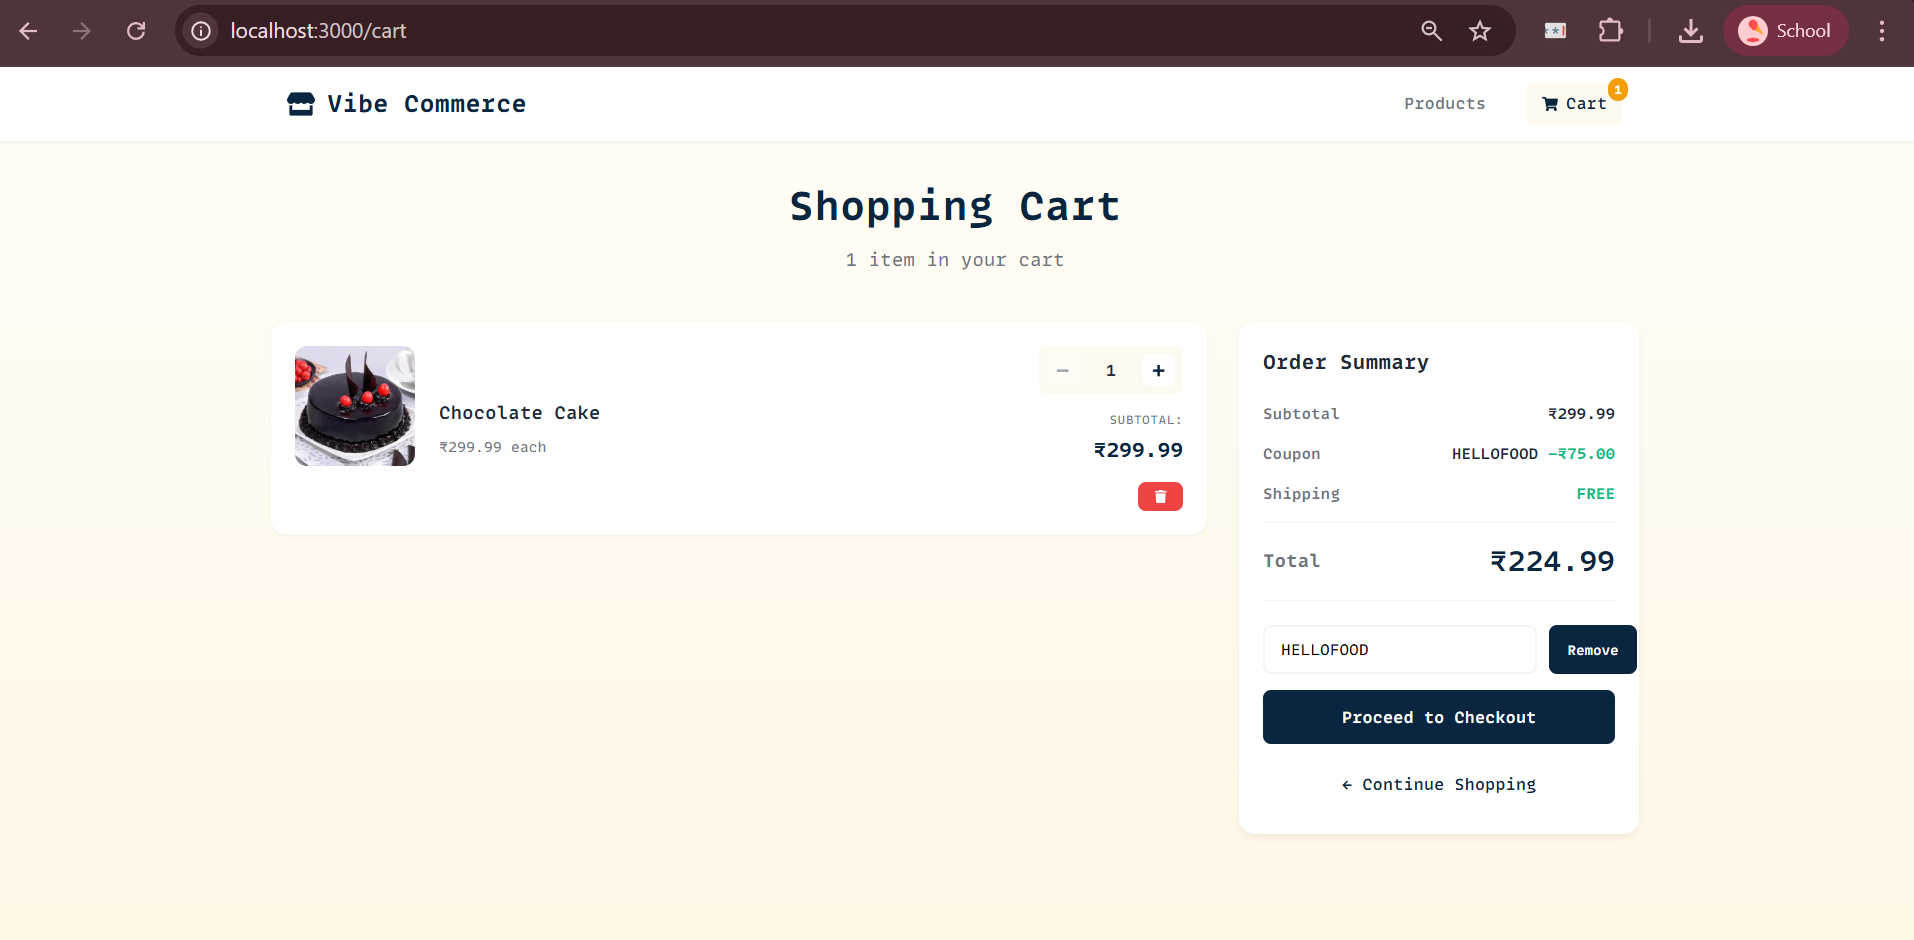 localhost:3000/cart
School
Vibe Commerce
Products
Cart
1
Shopping Cart
1 item in your cart
Chocolate Cake
₹299.99 each
− 1 +
SUBTOTAL:
₹299.99
Order Summary
Subtotal ₹299.99
Coupon HELLOFOOD −₹75.00
Shipping FREE
Total ₹224.99
HELLOFOOD
Remove
Proceed to Checkout
← Continue Shopping